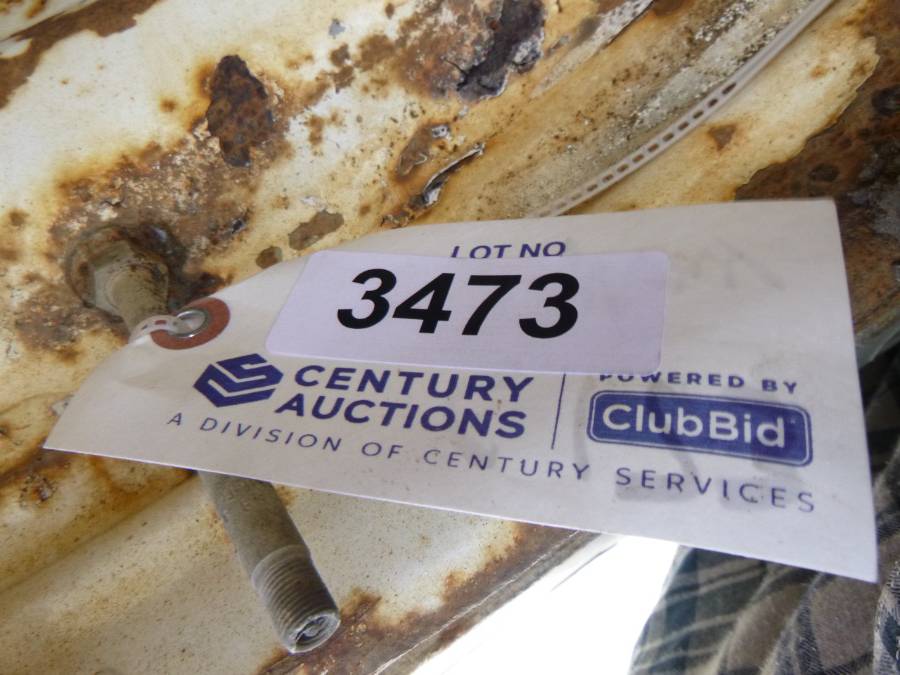 LOT NO
3473
CENTURY
AUCTIONS
A DIVISION OF CENTURY SERVICES
POWERED BY
ClubBid